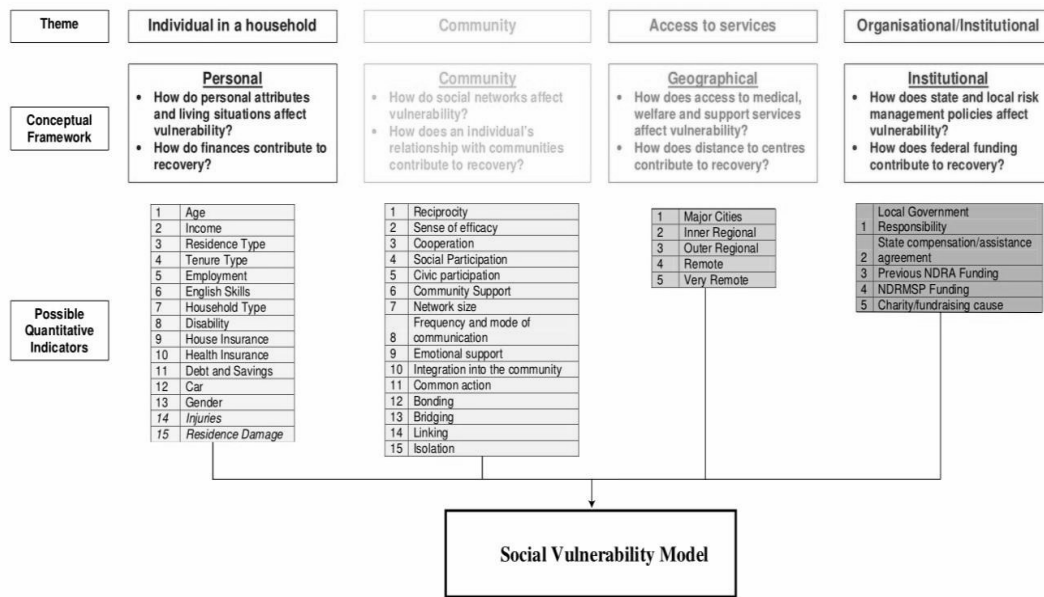 Theme
Individual in a household
Community
Access to services
Organisational/Institutional
Conceptual
Framework
Personal
• How do personal attributes
and living situations affect
vulnerability?
• How do finances contribute to
recovery?
Community
• How do social networks affect
vulnerability?
• How does an individual's
relationship with communities
contribute to recovery?
Geographical
• How does access to medical,
welfare and support services
affect vulnerability?
• How does distance to centres
contribute to recovery?
Institutional
• How does state and local risk
management policies affect
vulnerability?
• How does federal funding
contribute to recovery?
Possible
Quantitative
Indicators
1 Age
2 Income
3 Residence Type
4 Tenure Type
5 Employment
6 English Skills
7 Household Type
8 Disability
9 House Insurance
10 Health Insurance
11 Debt and Savings
12 Car
13 Gender
14 Injuries
15 Residence Damage
1 Reciprocity
2 Sense of efficacy
3 Cooperation
4 Social Participation
5 Civic participation
6 Community Support
7 Network size
Frequency and mode of
8 communication
9 Emotional support
10 Integration into the community
11 Common action
12 Bonding
13 Bridging
14 Linking
15 Isolation
1 Major Cities
2 Inner Regional
3 Outer Regional
4 Remote
5 Very Remote
Local Government
1 Responsibility
State compensation/assistance
2 agreement
3 Previous NDRA Funding
4 NDRMSP Funding
5 Charity/fundraising cause
Social Vulnerability Model